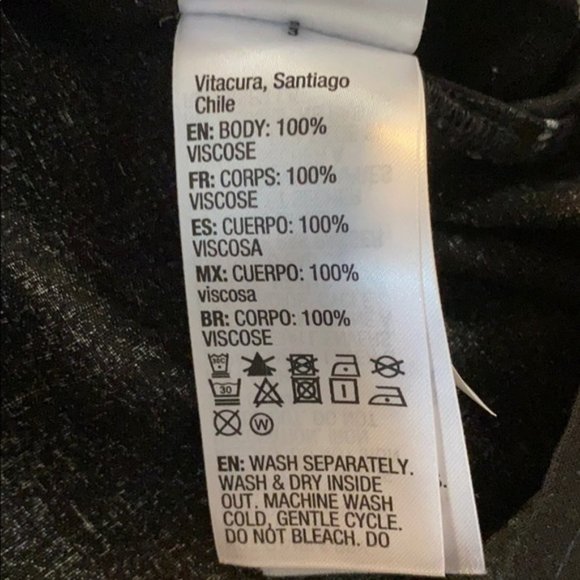 Vitacura, Santiago
Chile
EN: BODY: 100%
VISCOSE
FR: CORPS: 100%
VISCOSE
ES: CUERPO: 100%
VISCOSA
MX: CUERPO: 100%
viscosa
BR: CORPO: 100%
VISCOSE
30
W
EN: WASH SEPARATELY.
WASH & DRY INSIDE
OUT. MACHINE WASH
COLD, GENTLE CYCLE.
DO NOT BLEACH. DO